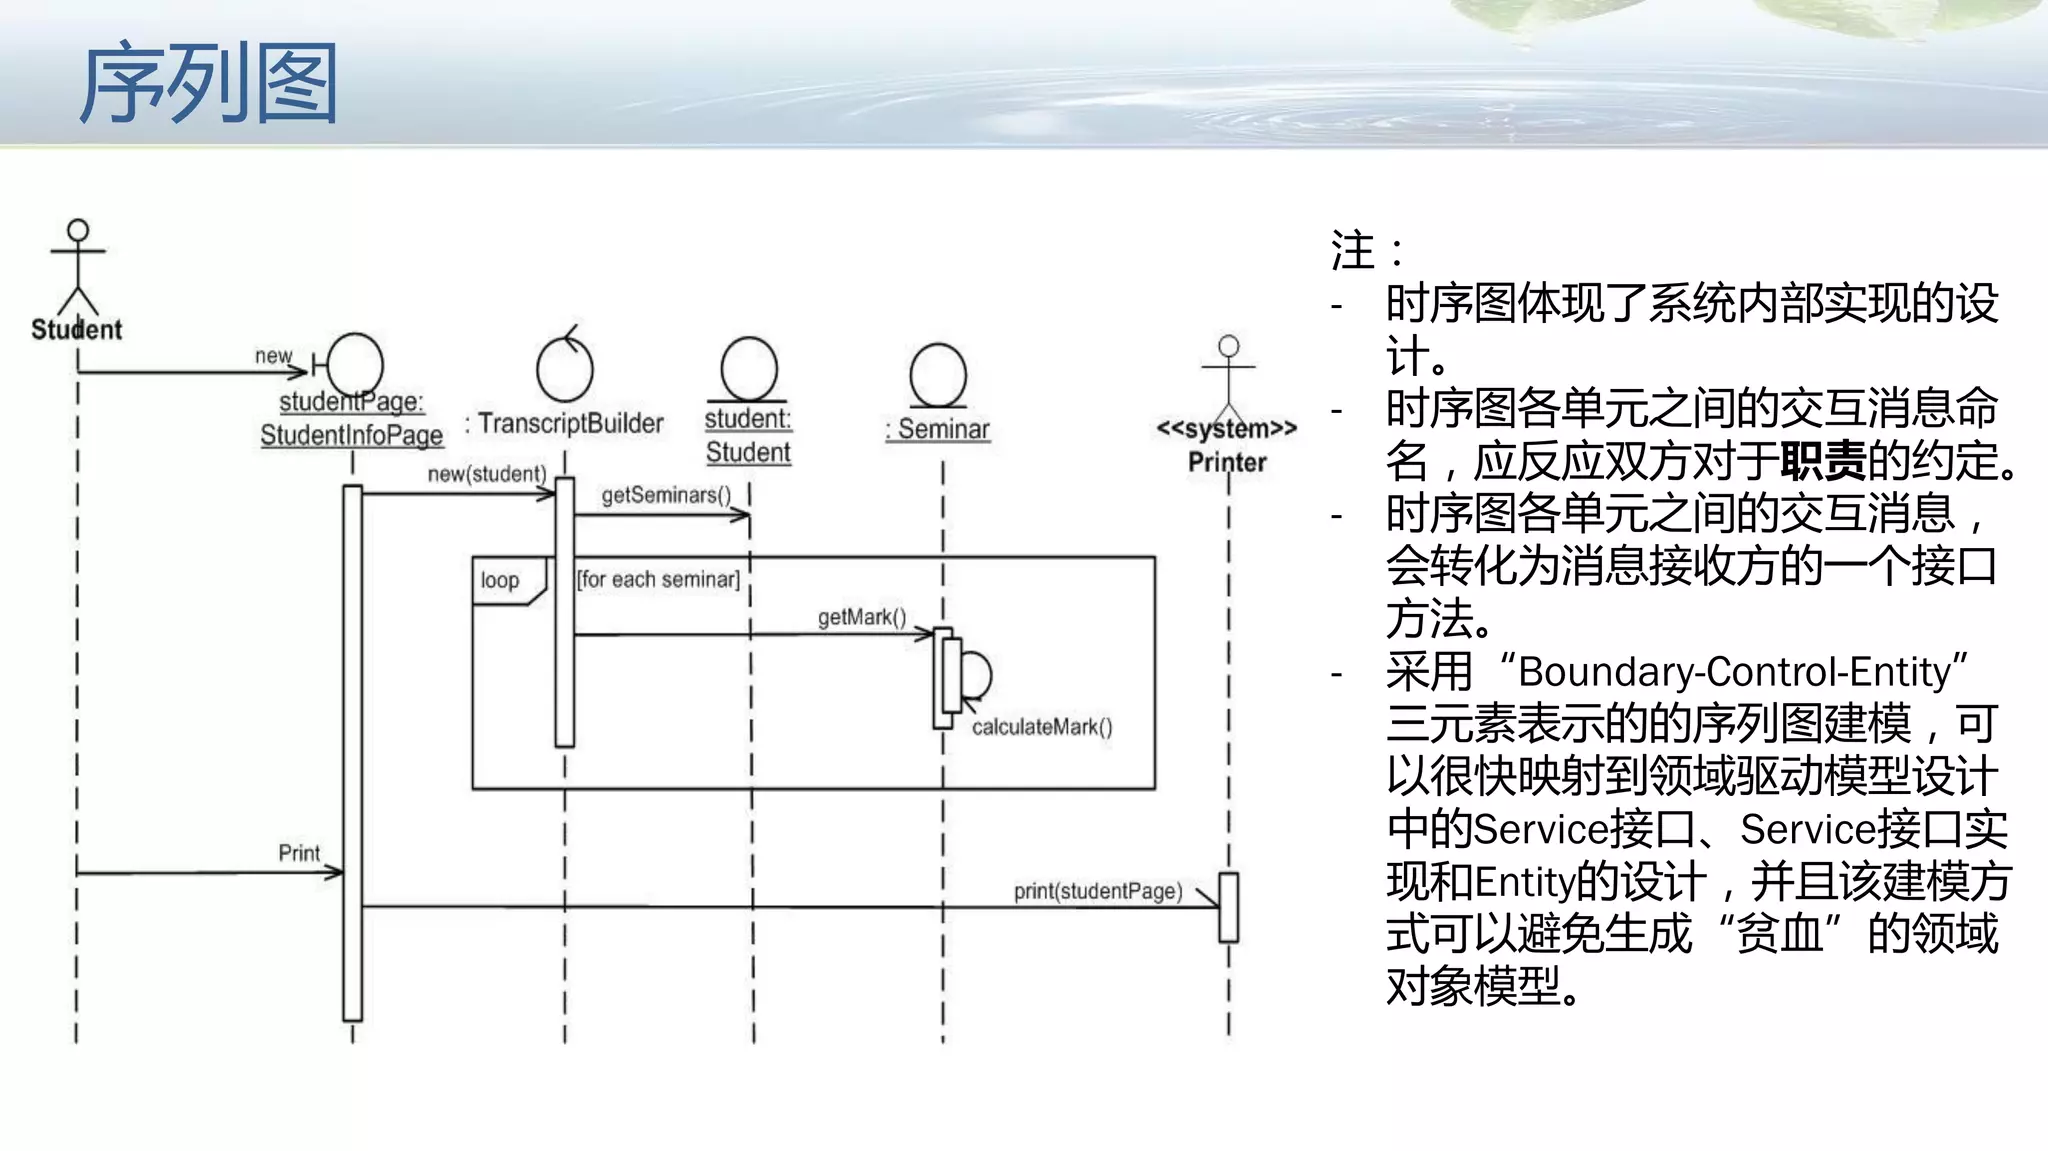 序列图
Student
new
studentPage:
StudentInfoPage
: TranscriptBuilder
student:
Student
: Seminar
<<system>>
Printer
new(student)
getSeminars()
loop
[for each seminar]
getMark()
calculateMark()
Print
print(studentPage)
注：
- 时序图体现了系统内部实现的设
计。
- 时序图各单元之间的交互消息命
名，应反应双方对于职责的约定。
- 时序图各单元之间的交互消息，
会转化为消息接收方的一个接口
方法。
- 采用“Boundary-Control-Entity”
三元素表示的的序列图建模，可
以很快映射到领域驱动模型设计
中的Service接口、Service接口实
现和Entity的设计，并且该建模方
式可以避免生成“贫血”的领域
对象模型。